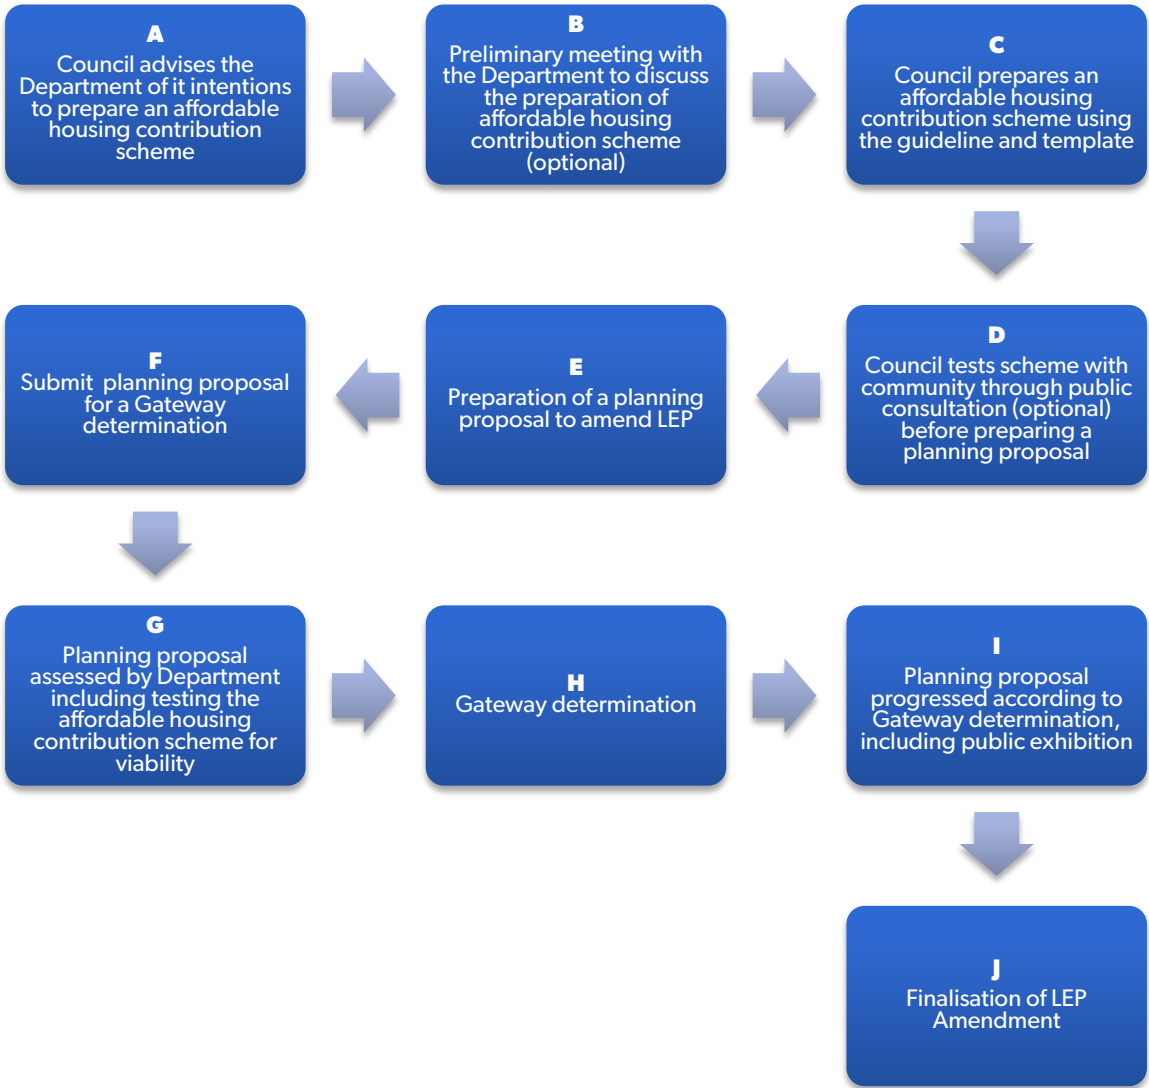 A
Council advises the
Department of it intentions
to prepare an affordable
housing contribution
scheme
B
Preliminary meeting with
the Department to discuss
the preparation of
affordable housing
contribution scheme
(optional)
C
Council prepares an
affordable housing
contribution scheme using
the guideline and template
D
Council tests scheme with
community through public
consultation (optional)
before preparing a
planning proposal
E
Preparation of a planning
proposal to amend LEP
F
Submit planning proposal
for a Gateway
determination
G
Planning proposal
assessed by Department
including testing the
affordable housing
contribution scheme for
viability
H
Gateway determination
I
Planning proposal
progressed according to
Gateway determination,
including public exhibition
J
Finalisation of LEP
Amendment